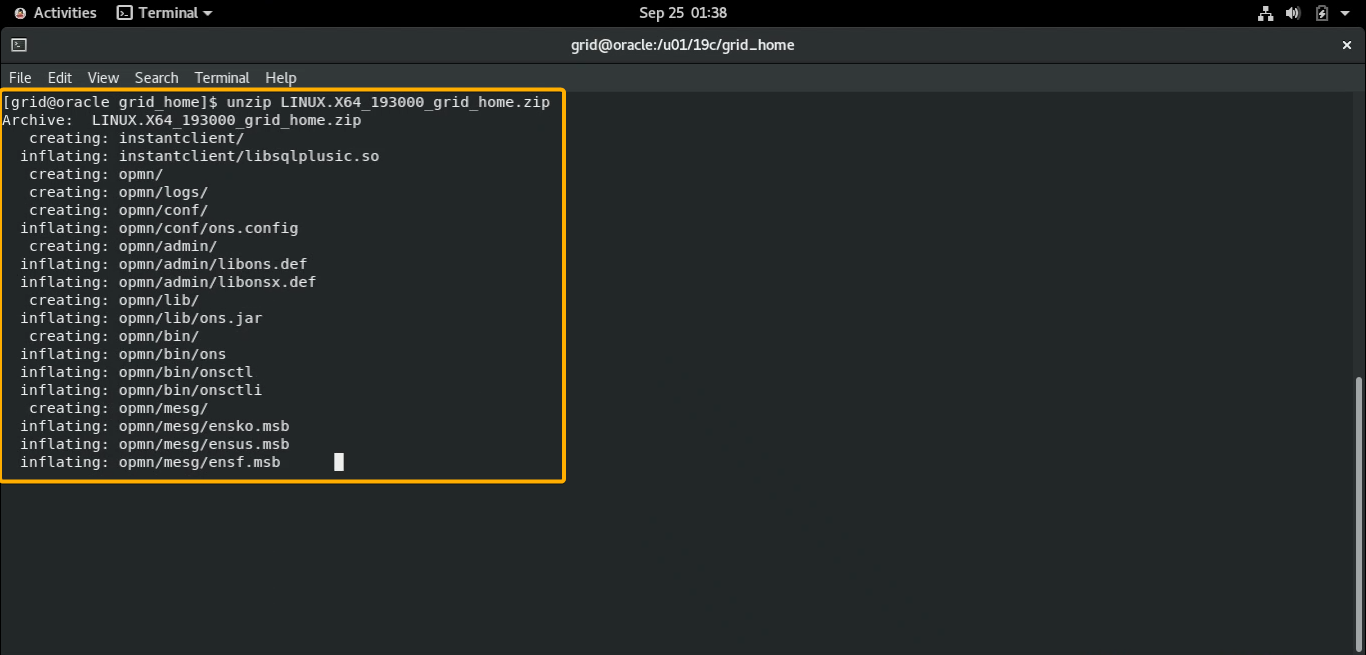 Activities Terminal Sep 25 01:38
grid@oracle:/u01/19c/grid_home
File Edit View Search Terminal Help
[grid@oracle grid_home]$ unzip LINUX.X64_193000_grid_home.zip
Archive:  LINUX.X64_193000_grid_home.zip
   creating: instantclient/
  inflating: instantclient/libsqlplusic.so
   creating: opmn/
   creating: opmn/logs/
   creating: opmn/conf/
  inflating: opmn/conf/ons.config
   creating: opmn/admin/
  inflating: opmn/admin/libons.def
  inflating: opmn/admin/libonsx.def
   creating: opmn/lib/
  inflating: opmn/lib/ons.jar
   creating: opmn/bin/
  inflating: opmn/bin/ons
  inflating: opmn/bin/onsctl
  inflating: opmn/bin/onsctli
   creating: opmn/mesg/
  inflating: opmn/mesg/ensko.msb
  inflating: opmn/mesg/ensus.msb
  inflating: opmn/mesg/ensf.msb